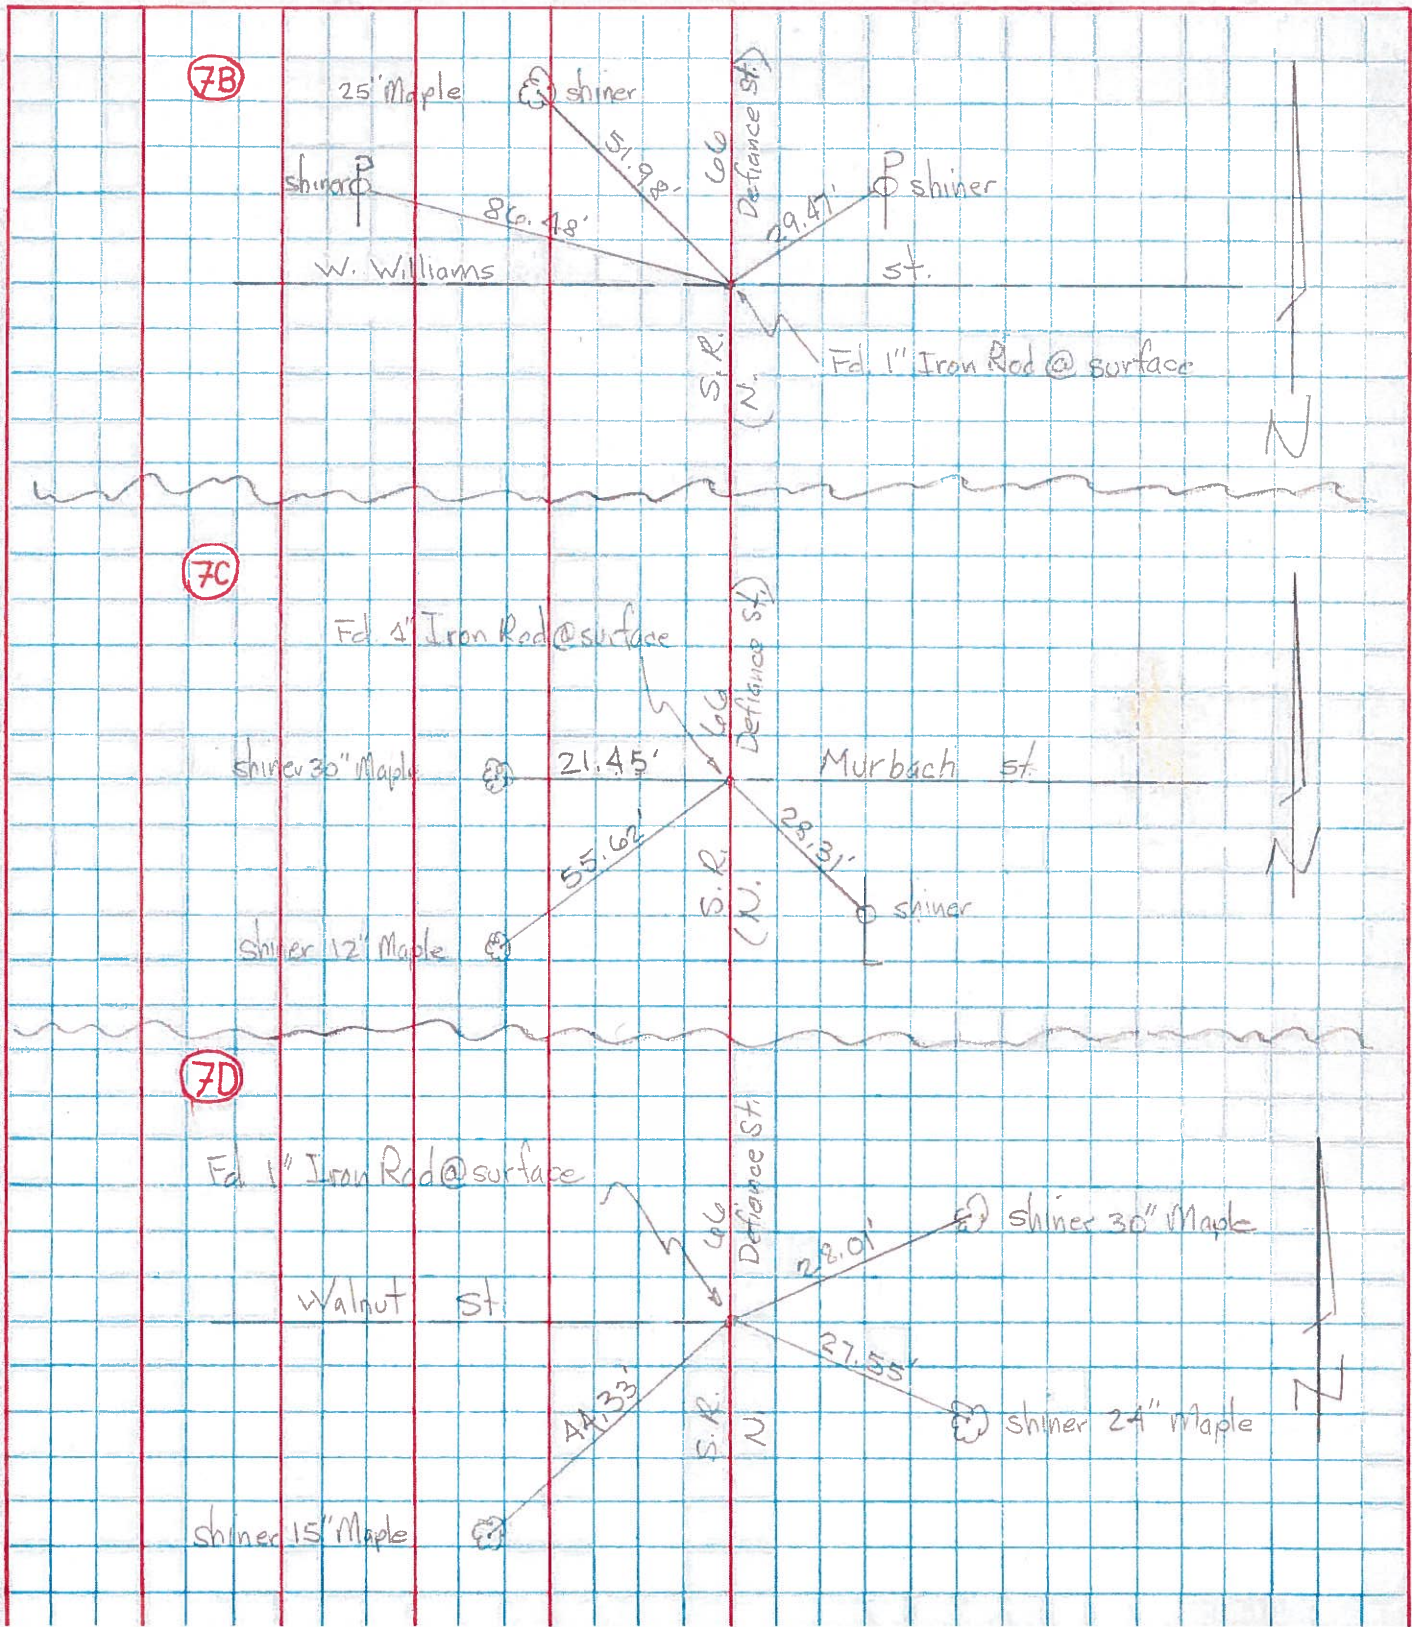 7B
25" Maple shiner
51.98'
S.R. 66
(N. Defiance St.)
P
shiner
86.48'
29.47'
P
shiner
W. Williams St.
Fd. 1" Iron Rod @ surface
N
7C
Fd. 1" Iron Rod @ surface
S.R. 66
(N. Defiance St.)
shiner 30" Maple
21.45'
Murbach St.
55.62'
28.31'
shiner
shiner 12" Maple
N
7D
Fd. 1" Iron Rod @ surface
S.R. 66
N. Defiance St.
shiner 30" Maple
28.01'
Walnut St.
27.55'
shiner 24" Maple
44.33'
shiner 15" Maple
N